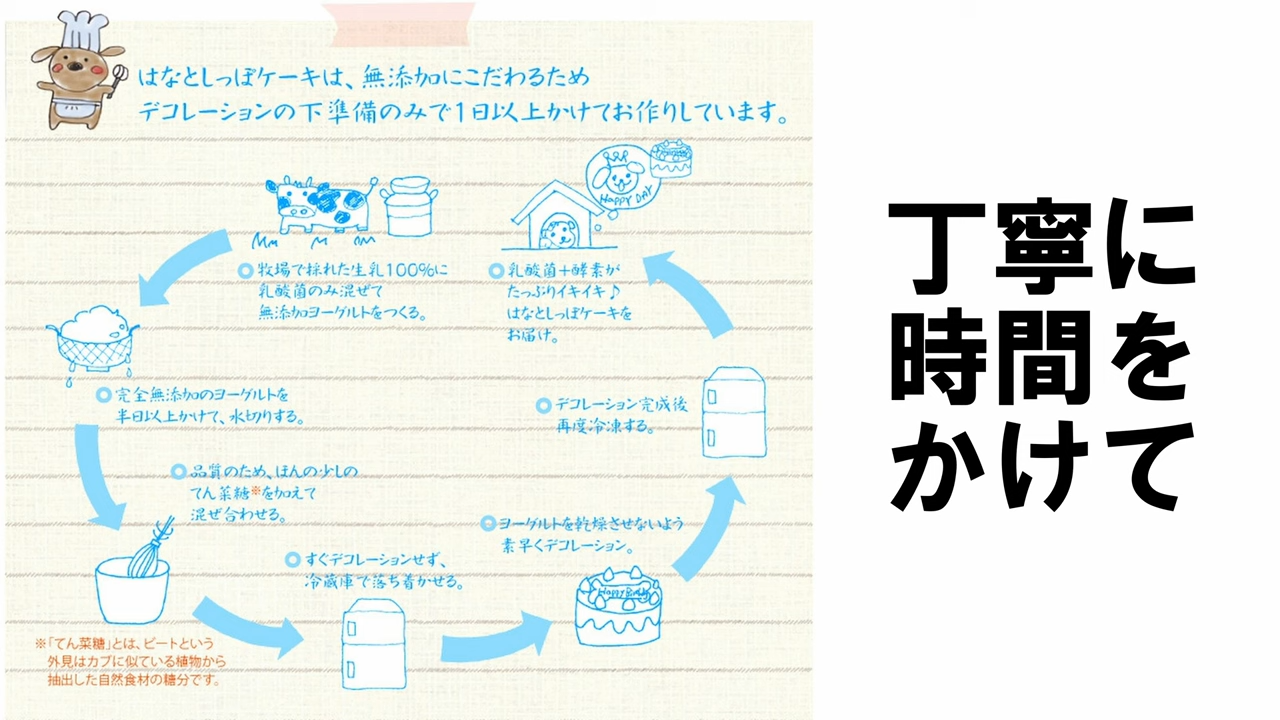 はなとしっぽケーキは、無添加にこだわるため
デコレーションの下準備のみで1日以上かけてお作りしています。
牧場で採れた生乳100%に
乳酸菌のみ混ぜて
無添加ヨーグルトをつくる。
完全無添加のヨーグルトを
半日以上かけて、水切りする。
品質のため、ほんの少しの
てん菜糖※を加えて
混ぜ合わせる。
※「てん菜糖」とは、ビートという
外見はカブに似ている植物から
抽出した自然食材の糖分です。
すぐデコレーションせず、
冷蔵庫で落ち着かせる。
ヨーグルトを乾燥させないよう
素早くデコレーション。
Happy Birthday
デコレーション完成後
再度冷凍する。
乳酸菌+酵素が
たっぷりイキイキ♪
はなとしっぽケーキを
お届け。
HAPPY DAY
丁寧に
時間を
かけて